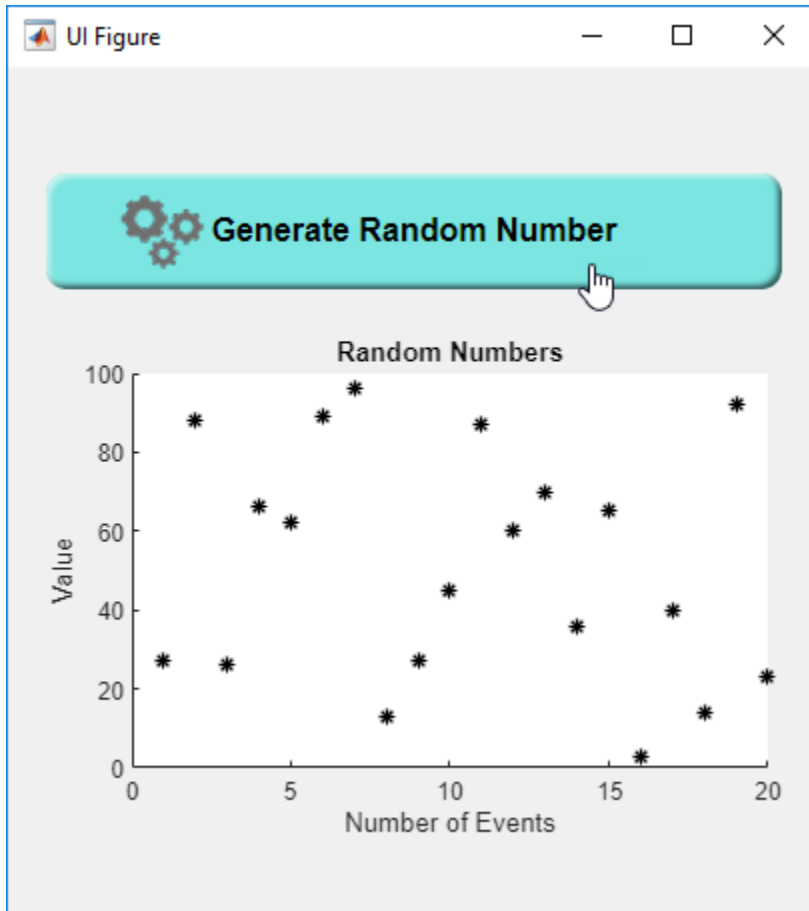 UI Figure
Generate Random Number
Random Numbers
100
80
60
40
20
0
Value
0 5 10 15 20
Number of Events